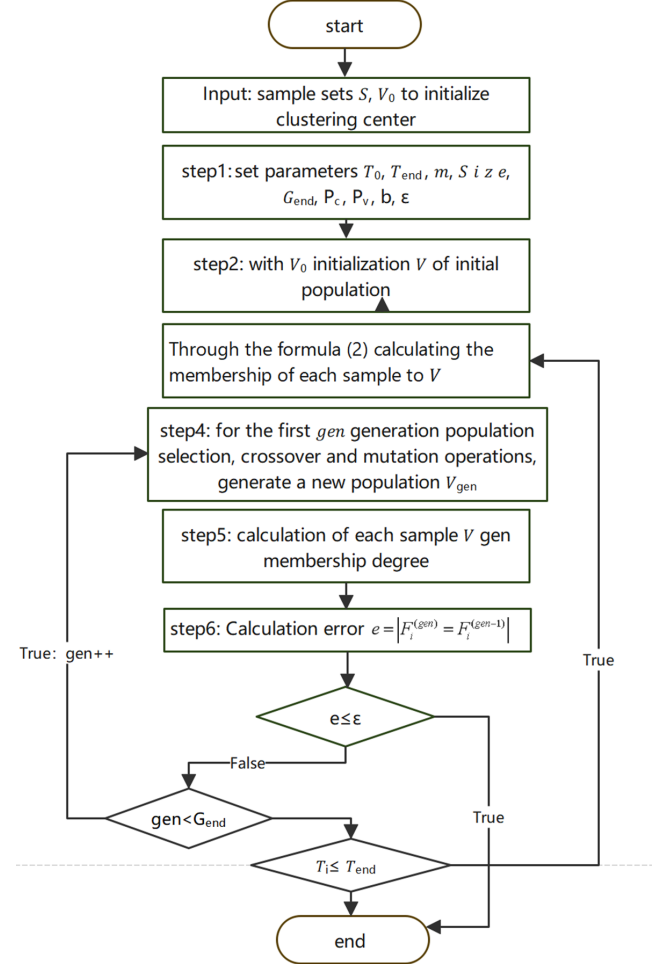 start
Input: sample sets S, V₀ to initialize
clustering center
step1: set parameters T₀, T_end, m, S i z e,
G_end, P_c, P_v, b, ε
step2: with V₀ initialization V of initial
population
Through the formula (2) calculating the
membership of each sample to V
step4: for the first gen generation population
selection, crossover and mutation operations,
generate a new population V_gen
step5: calculation of each sample V gen
membership degree
step6: Calculation error e = |F_i^(gen) = F_i^(gen-1)|
True: gen++
True
e≤ε
False
gen<G_end
True
T_i≤ T_end
end